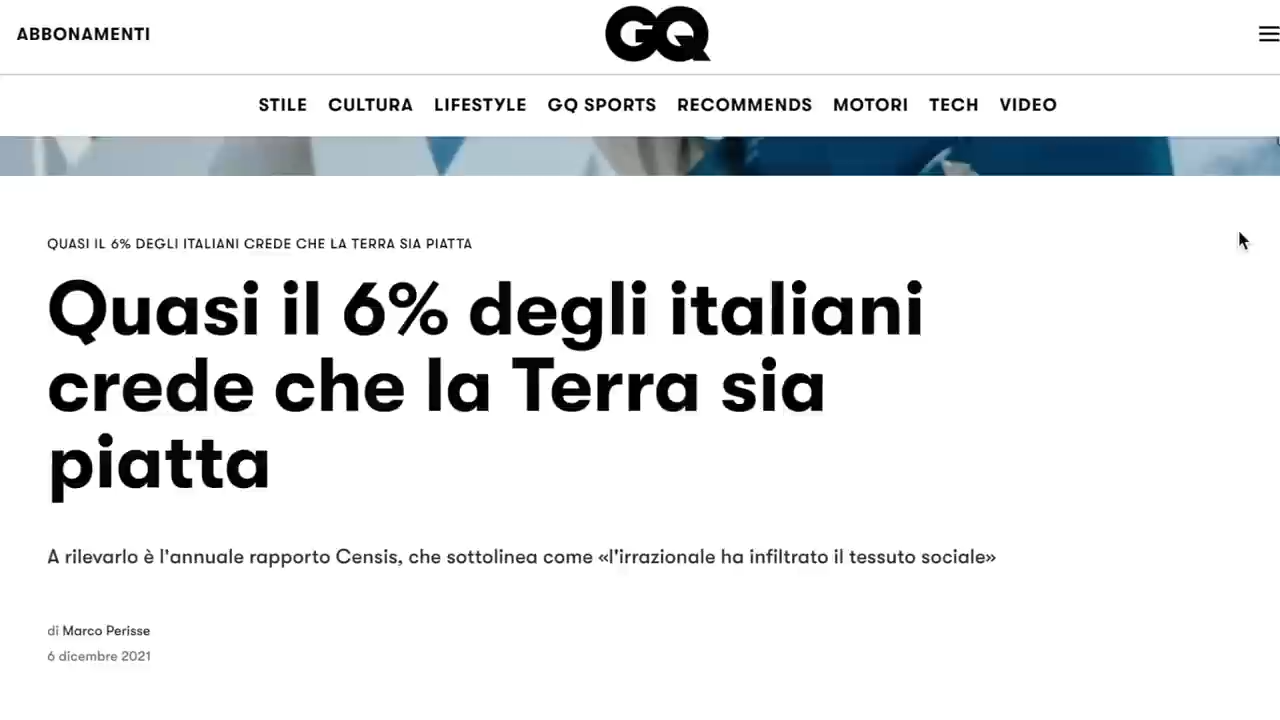 ABBONAMENTI
GQ
STILE CULTURA LIFESTYLE GQ SPORTS RECOMMENDS MOTORI TECH VIDEO
QUASI IL 6% DEGLI ITALIANI CREDE CHE LA TERRA SIA PIATTA
Quasi il 6% degli italiani
crede che la Terra sia
piatta
A rilevarlo è l'annuale rapporto Censis, che sottolinea come «l'irrazionale ha infiltrato il tessuto sociale»
di Marco Perisse
6 dicembre 2021